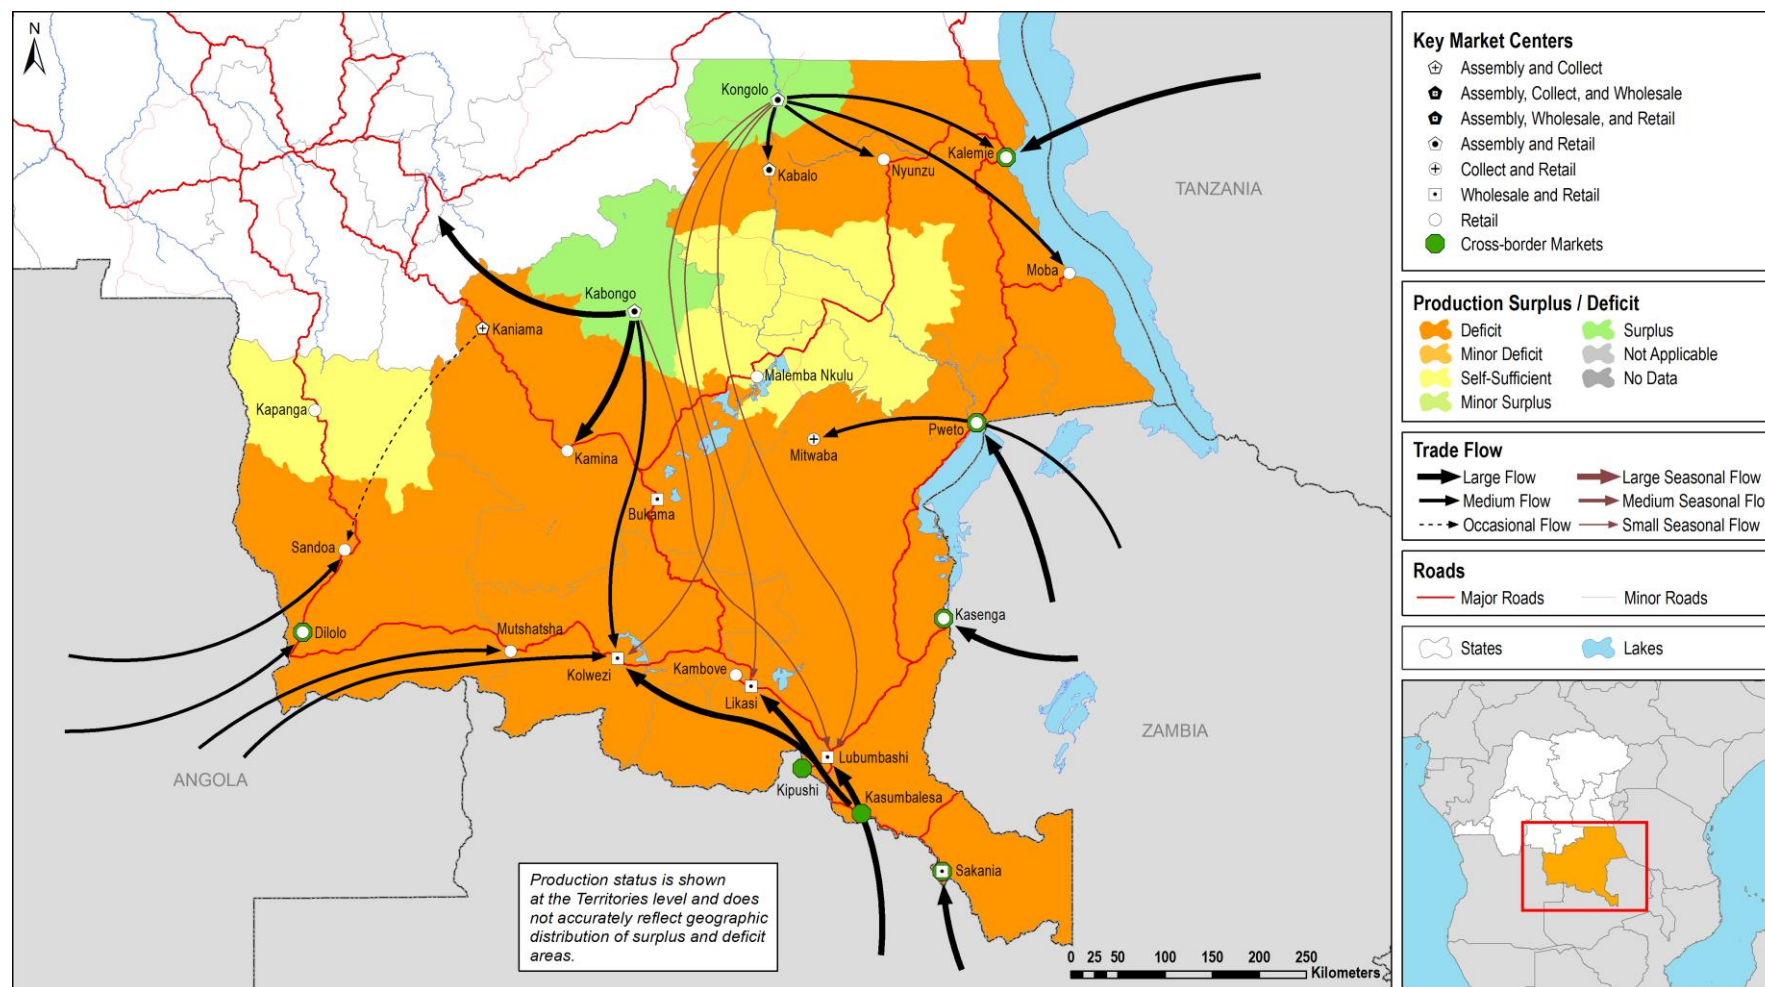 N
Kongolo
Kabalo
Nyunzu
Kalemie
TANZANIA
Moba
Kabongo
Kaniama
Malemba Nkulu
Kapanga
Pweto
Mitwaba
Kamina
Bukama
Sandoa
Dilolo
Mutshatsha
Kasenga
Kolwezi
Kambove
Likasi
ZAMBIA
ANGOLA
Lubumbashi
Kipushi
Kasumbalesa
Sakania
Production status is shown
at the Territories level and does
not accurately reflect geographic
distribution of surplus and deficit
areas.
0 25 50 100 150 200 250
Kilometers
Key Market Centers
Assembly and Collect
Assembly, Collect, and Wholesale
Assembly, Wholesale, and Retail
Assembly and Retail
Collect and Retail
Wholesale and Retail
Retail
Cross-border Markets
Production Surplus / Deficit
Deficit
Surplus
Minor Deficit
Not Applicable
Self-Sufficient
No Data
Minor Surplus
Trade Flow
Large Flow
Large Seasonal Flow
Medium Flow
Medium Seasonal Flo
Occasional Flow
Small Seasonal Flow
Roads
Major Roads
Minor Roads
States
Lakes